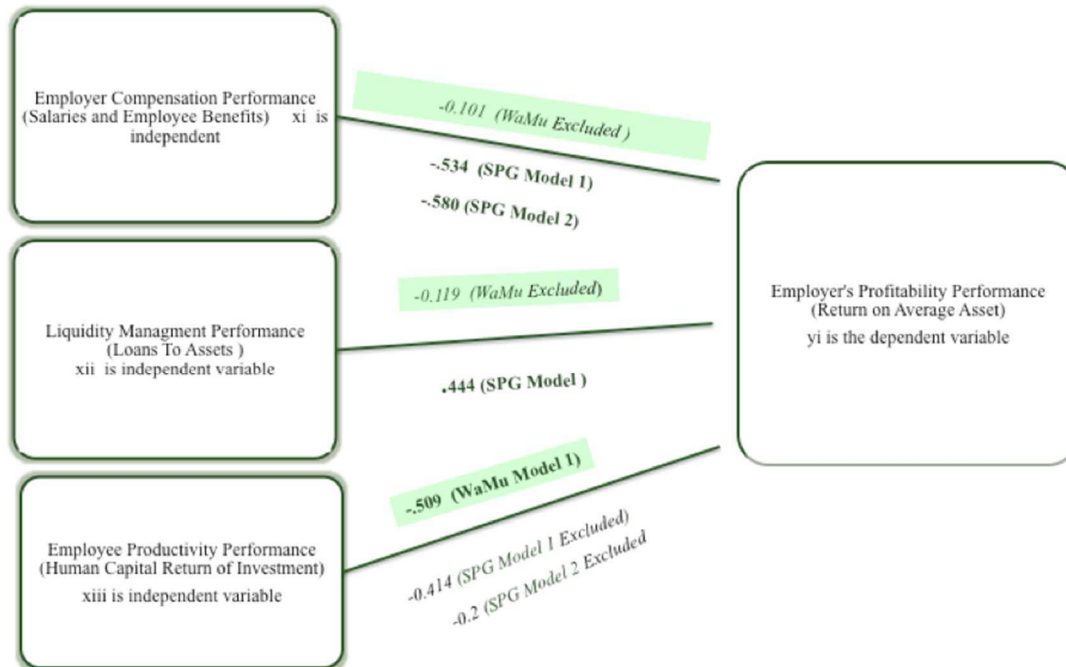 Employer Compensation Performance
(Salaries and Employee Benefits) xi is
independent
-0.101 (WaMu Excluded )
-.534 (SPG Model 1)
-.580 (SPG Model 2)
Liquidity Managment Performance
(Loans To Assets )
xii is independent variable
-0.119 (WaMu Excluded)
.444 (SPG Model )
Employee Productivity Performance
(Human Capital Return of Investment)
xiii is independent variable
-.509 (WaMu Model 1)
-0.414 (SPG Model 1 Excluded)
-0.2 (SPG Model 2 Excluded
Employer's Profitability Performance
(Return on Average Asset)
yi is the dependent variable